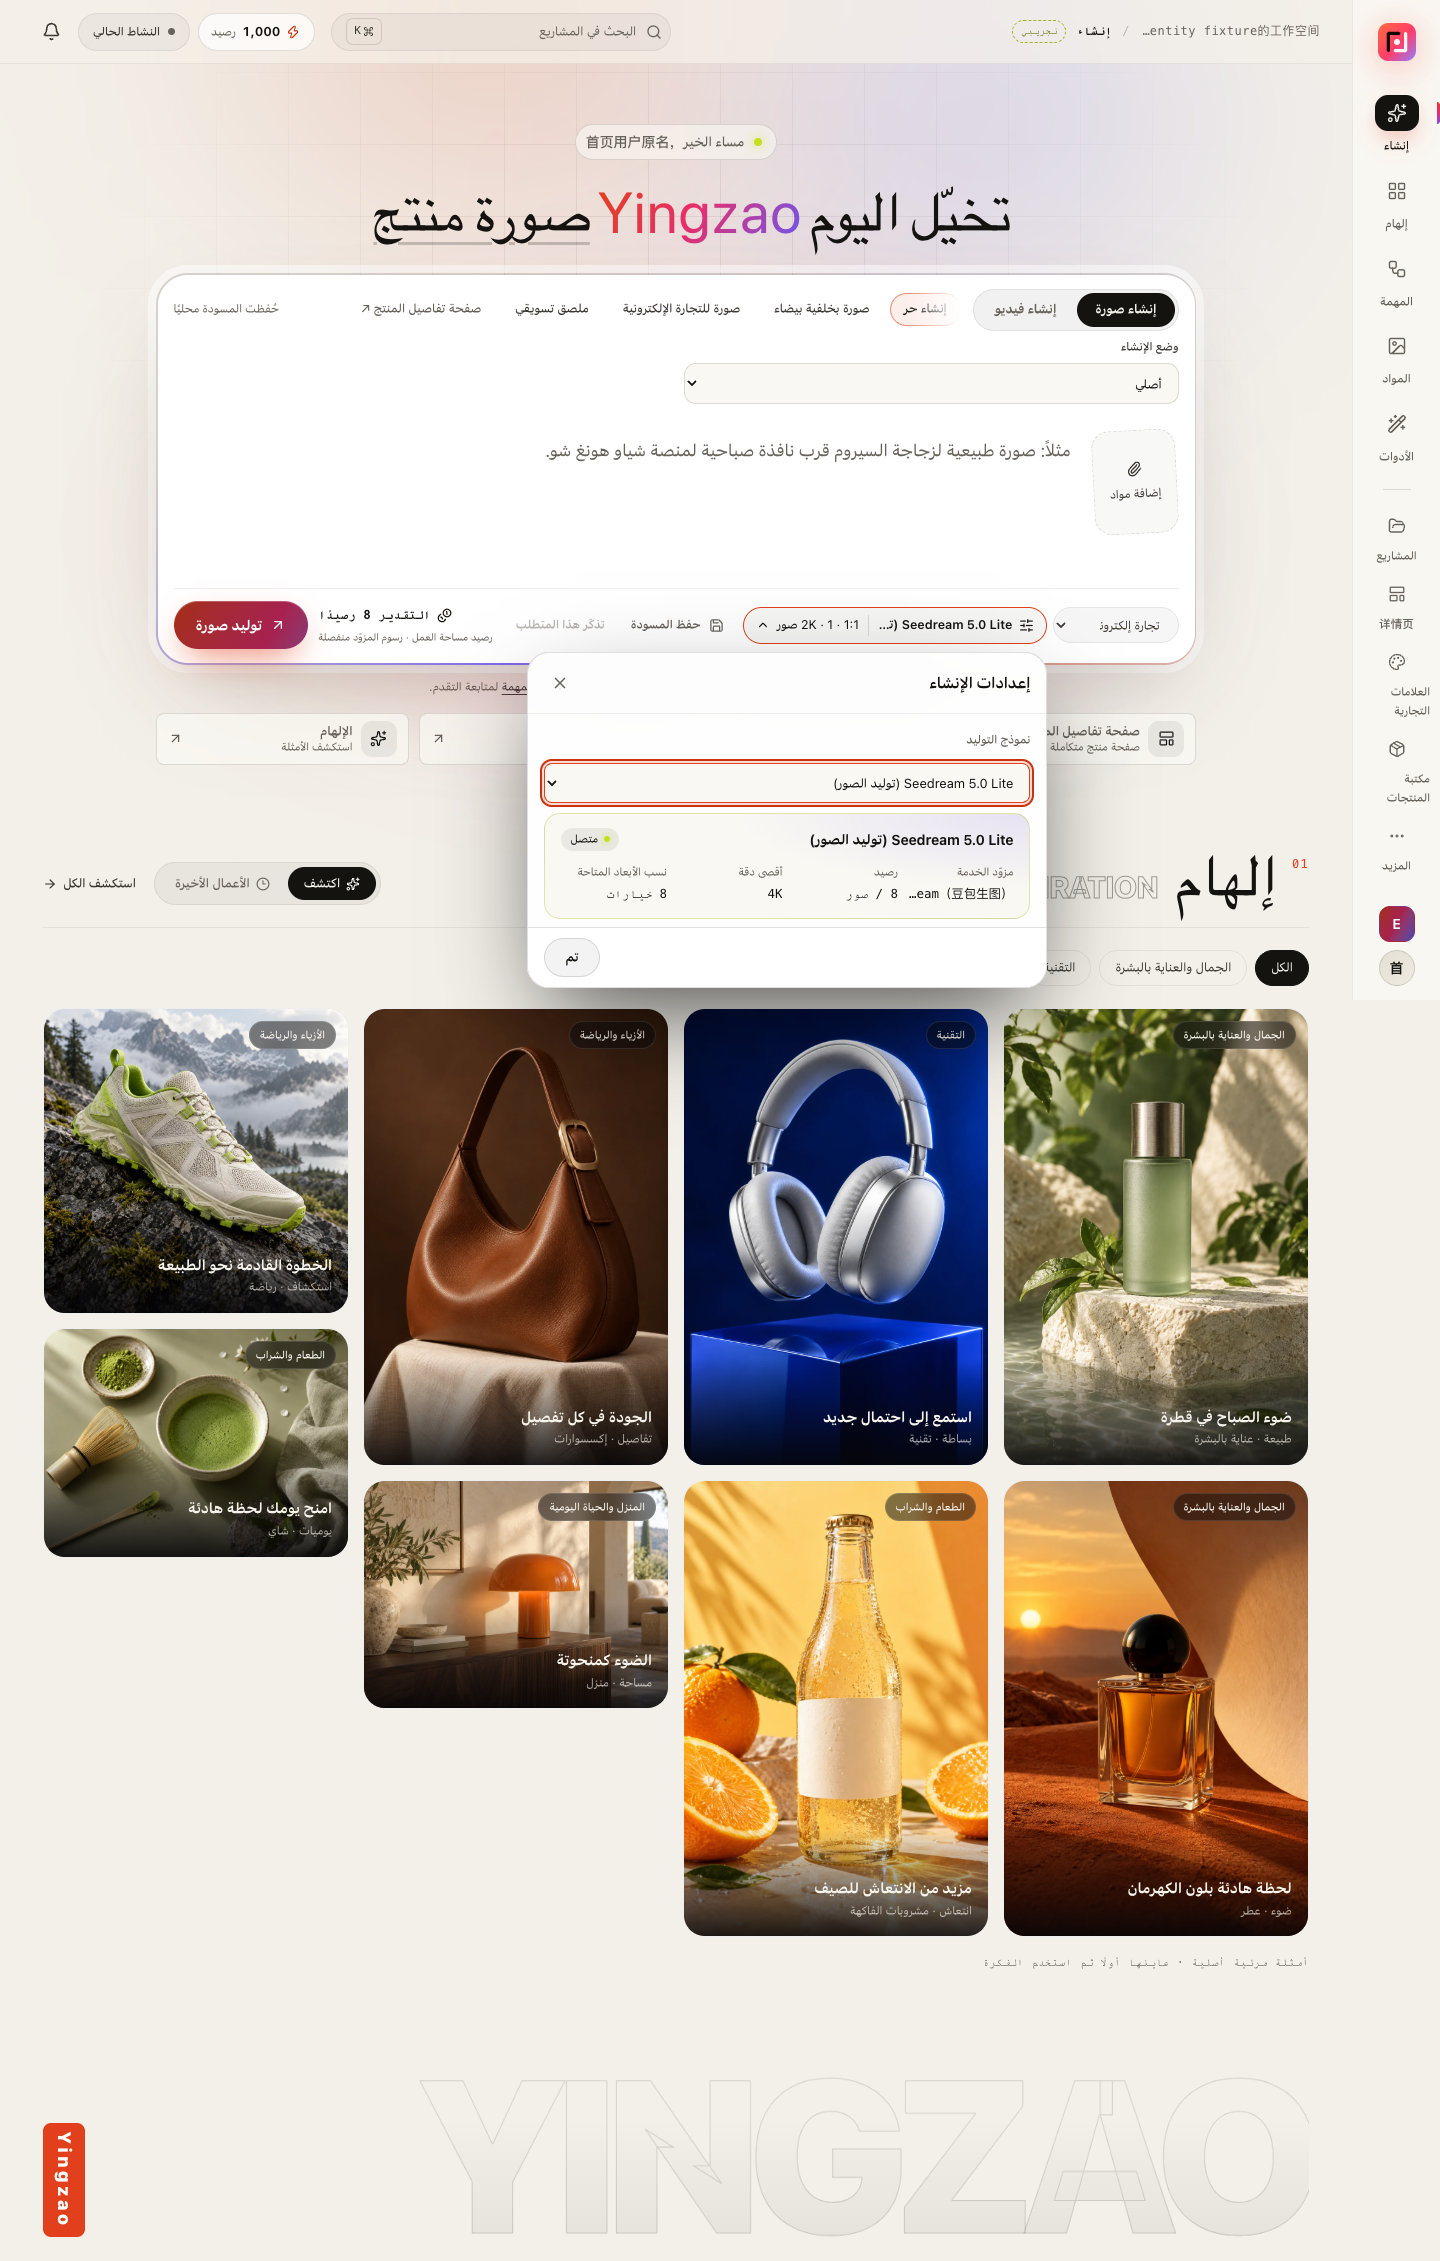 entity fixture的工作空间…
/
إنشاء
تجريبي
البحث في المشاريع
⌘K
1,000 رصيد
النشاط الحالي
إنشاء
إلهام
المهمة
المواد
الأدوات
المشاريع
详情页
العلامات التجارية
مكتبة المنتجات
المزيد
E
首
مساء الخير، 首页用户原名
تخيّل اليوم Yingzao صورة منتج
إنشاء صورة
إنشاء فيديو
إنشاء حر
صورة بخلفية بيضاء
صورة للتجارة الإلكترونية
ملصق تسويقي
صفحة تفاصيل المنتج
حُفظت المسودة محليًا
وضع الإنشاء
أصلي
إضافة مواد
مثلاً: صورة طبيعية لزجاجة السيروم قرب نافذة صباحية لمنصة شياو هونغ شو.
تجارة إلكترونـ
Seedream 5.0 Lite (تـ…
1:1 · 2K · 1 صور
حفظ المسودة
تذكّر هذا المتطلب
التقدير 8 رصيدًا
رصيد مساحة العمل · رسوم المزوّد منفصلة
توليد صورة
لمتابعة التقدم.
صفحة تفاصيل
صفحة منتج متكاملة
الإلهام
استكشف الأمثلة
إعدادات الإنشاء
نموذج التوليد
Seedream 5.0 Lite (توليد الصور)
Seedream 5.0 Lite (توليد الصور)
متصل
مزوّد الخدمة
…eam（豆包生图）
رصيد
8 / صور
أقصى دقة
4K
نسب الأبعاد المتاحة
8 خيارات
تم
01
إلهام
RATION
اكتشف
الأعمال الأخيرة
استكشف الكل
الكل
الجمال والعناية بالبشرة
التقنية
الجمال والعناية بالبشرة
ضوء الصباح في قطرة
طبيعة · عناية بالبشرة
التقنية
استمع إلى احتمال جديد
بساطة · تقنية
الأزياء والرياضة
الجودة في كل تفصيل
تفاصيل · إكسسوارات
الأزياء والرياضة
الخطوة القادمة نحو الطبيعة
استكشاف · رياضة
الطعام والشراب
امنح يومك لحظة هادئة
يوميات · شاي
المنزل والحياة اليومية
الضوء كمنحوتة
مساحة · منزل
الطعام والشراب
مزيد من الانتعاش للصيف
انتعاش · مشروبات الفاكهة
الجمال والعناية بالبشرة
لحظة هادئة بلون الكهرمان
ضوء · عطر
أمثلة مرئية أصلية · عاينها أولًا ثم استخدم الفكرة
YINGZAO
Yingzao